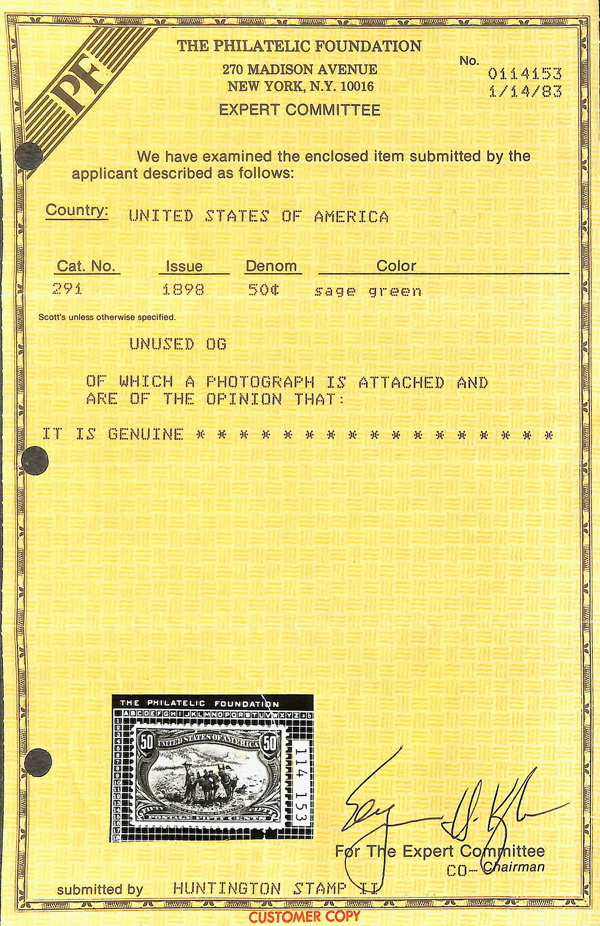 PF
THE PHILATELIC FOUNDATION
270 MADISON AVENUE
NEW YORK, N.Y. 10016
EXPERT COMMITTEE
No. 0114153
1/14/83
We have examined the enclosed item submitted by the
applicant described as follows:
Country: UNITED STATES OF AMERICA
Cat. No. Issue Denom Color
291 1898 50¢ sage green
Scott's unless otherwise specified.
UNUSED OG
OF WHICH A PHOTOGRAPH IS ATTACHED AND
ARE OF THE OPINION THAT:
IT IS GENUINE * * * * * * * * * * * * * * * * *
THE PHILATELIC FOUNDATION
ABCDEFGHIJKLMNOPQRSTUVWXYZ
50 UNITED STATES OF AMERICA 50
114 153
POSTAGE FIFTY CENTS
For The Expert Committee
CO- Chairman
submitted by HUNTINGTON STAMP II
CUSTOMER COPY